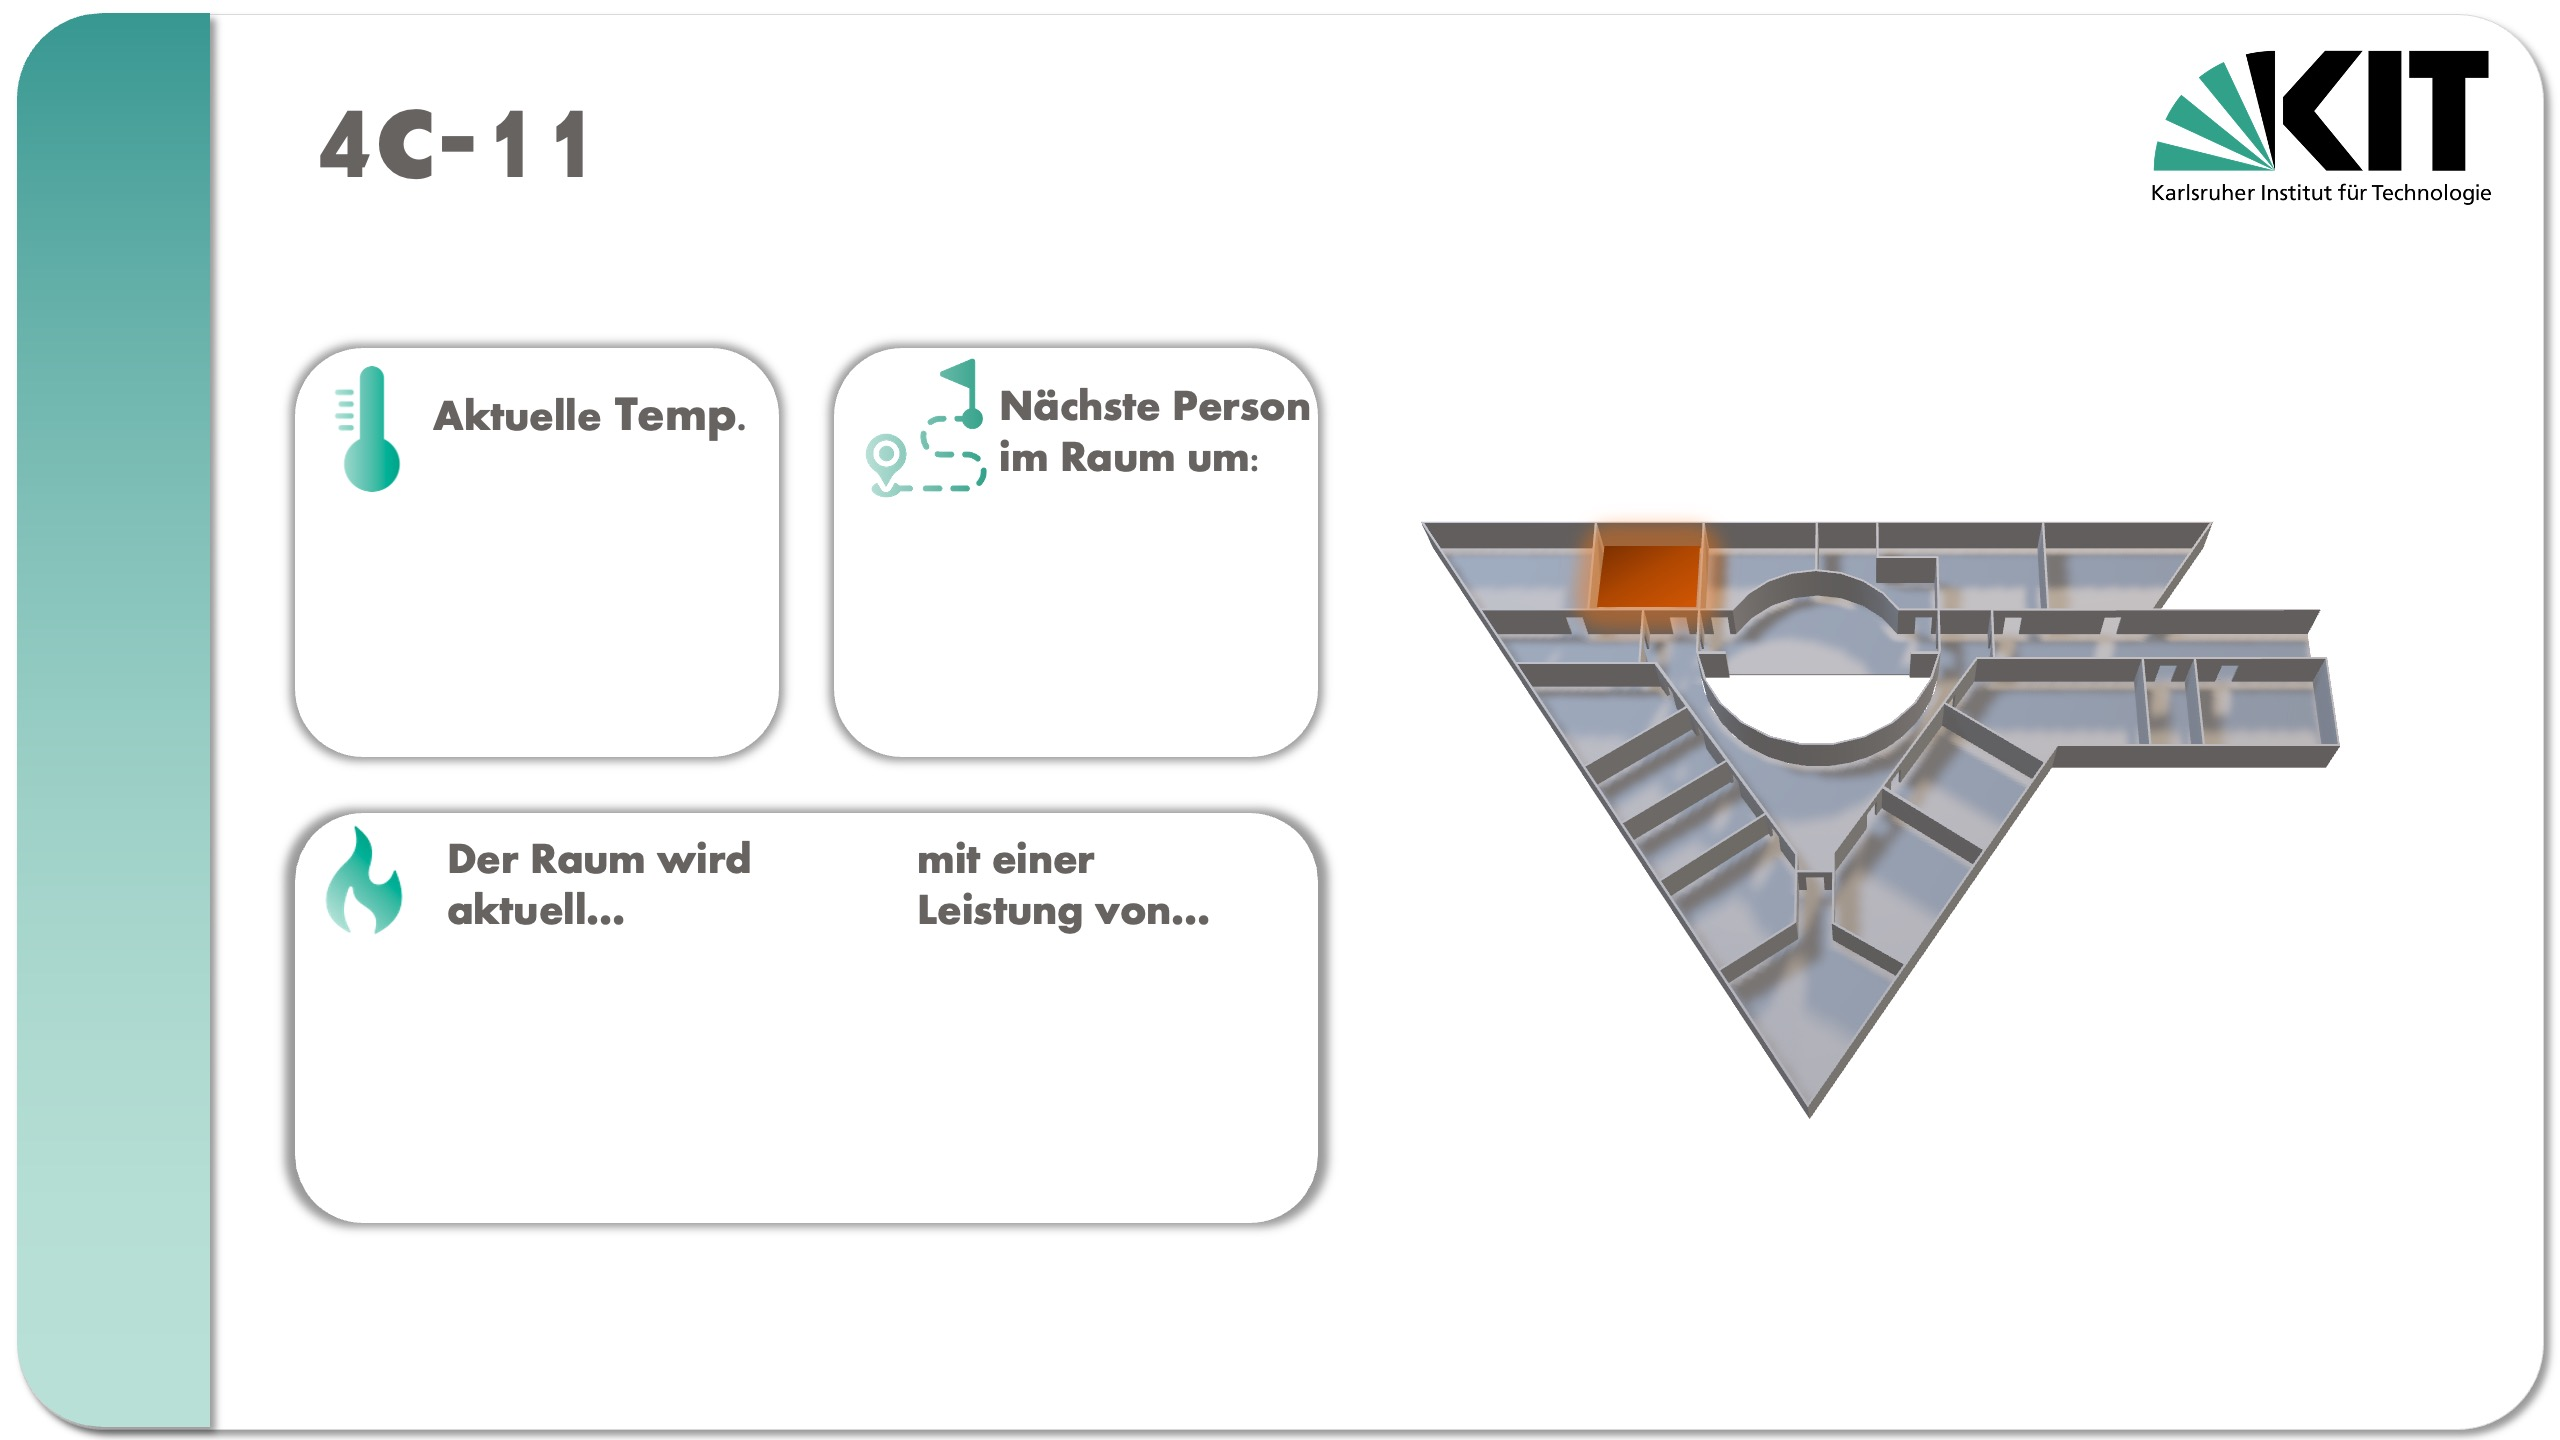 4C-11
KIT
Karlsruher Institut für Technologie
Aktuelle Temp.
Nächste Person
im Raum um:
Der Raum wird
aktuell...
mit einer
Leistung von...